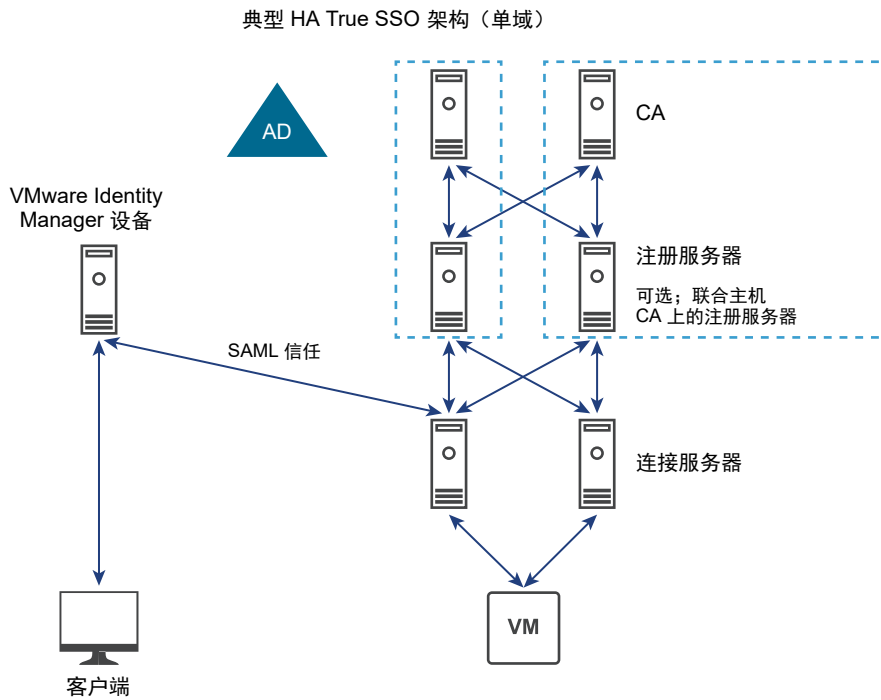 典型 HA True SSO 架构（单域）
AD
CA
VMware Identity
Manager 设备
注册服务器
可选；联合主机
CA 上的注册服务器
SAML 信任
连接服务器
VM
客户端